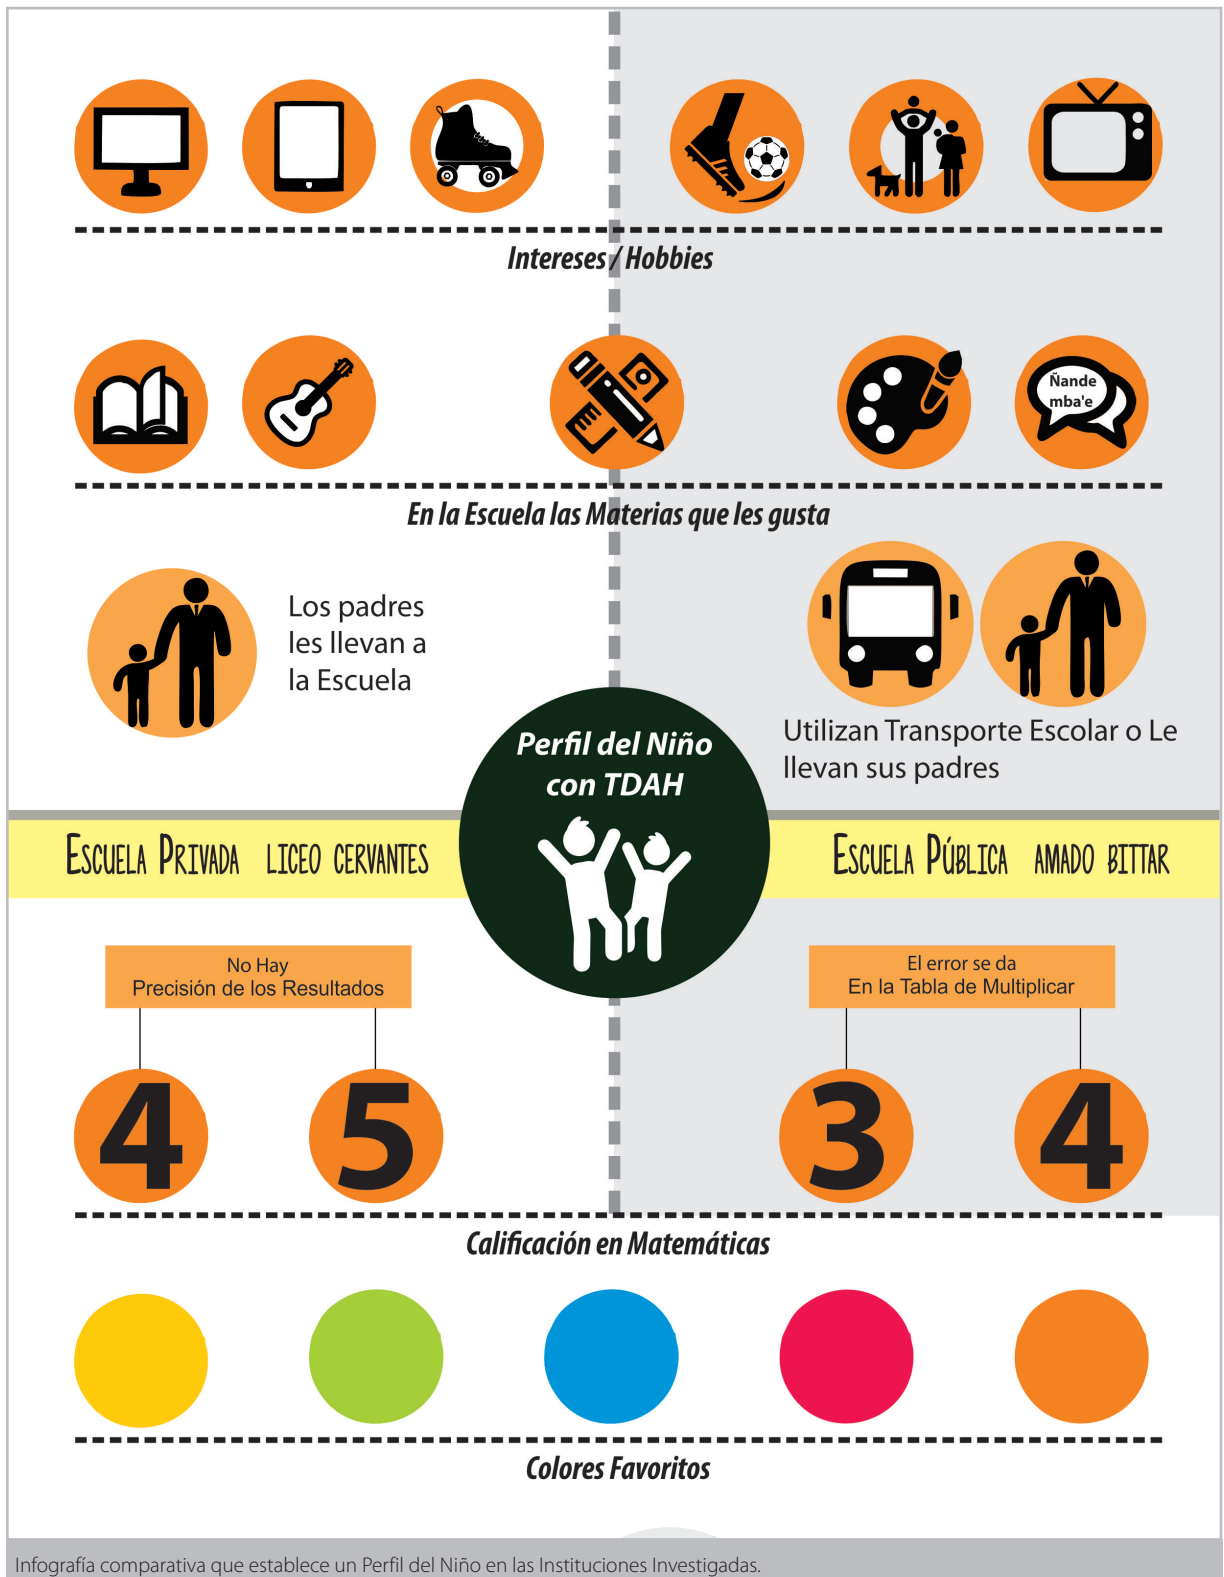 Intereses / Hobbies
Ñande
mba'e
En la Escuela las Materias que les gusta
Los padres
les llevan a
la Escuela
Utilizan Transporte Escolar o Le
llevan sus padres
Perfil del Niño
con TDAH
ESCUELA PRIVADA LICEO CERVANTES
ESCUELA PÚBLICA AMADO BITTAR
No Hay
Precisión de los Resultados
El error se da
En la Tabla de Multiplicar
4 5 3 4
Calificación en Matemáticas
Colores Favoritos
Infografía comparativa que establece un Perfil del Niño en las Instituciones Investigadas.